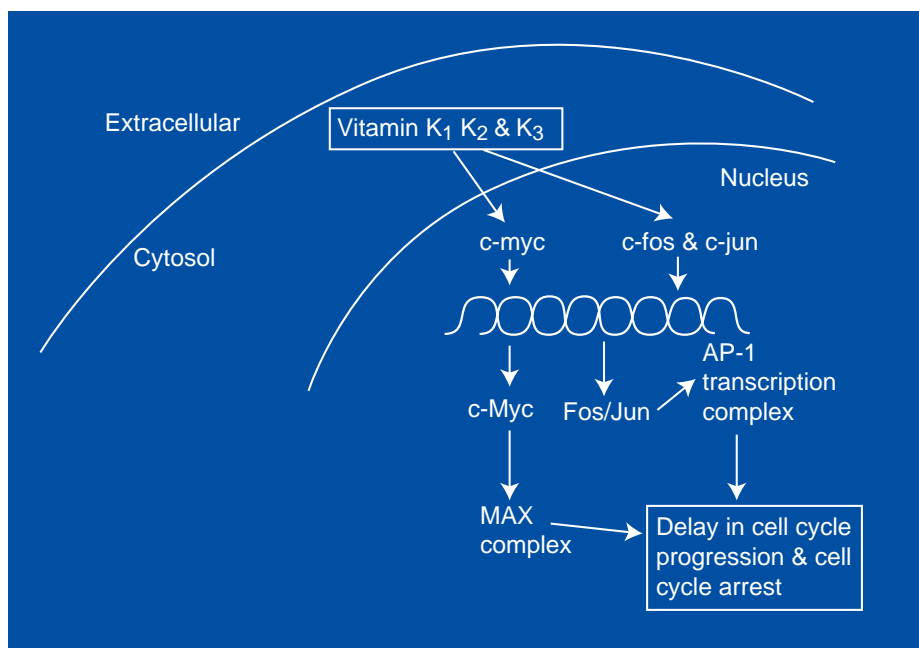 Extracellular
Vitamin K₁ K₂ & K₃
Nucleus
Cytosol
c-myc
c-fos & c-jun
AP-1
transcription
complex
c-Myc
Fos/Jun
MAX
complex
Delay in cell cycle
progression & cell
cycle arrest